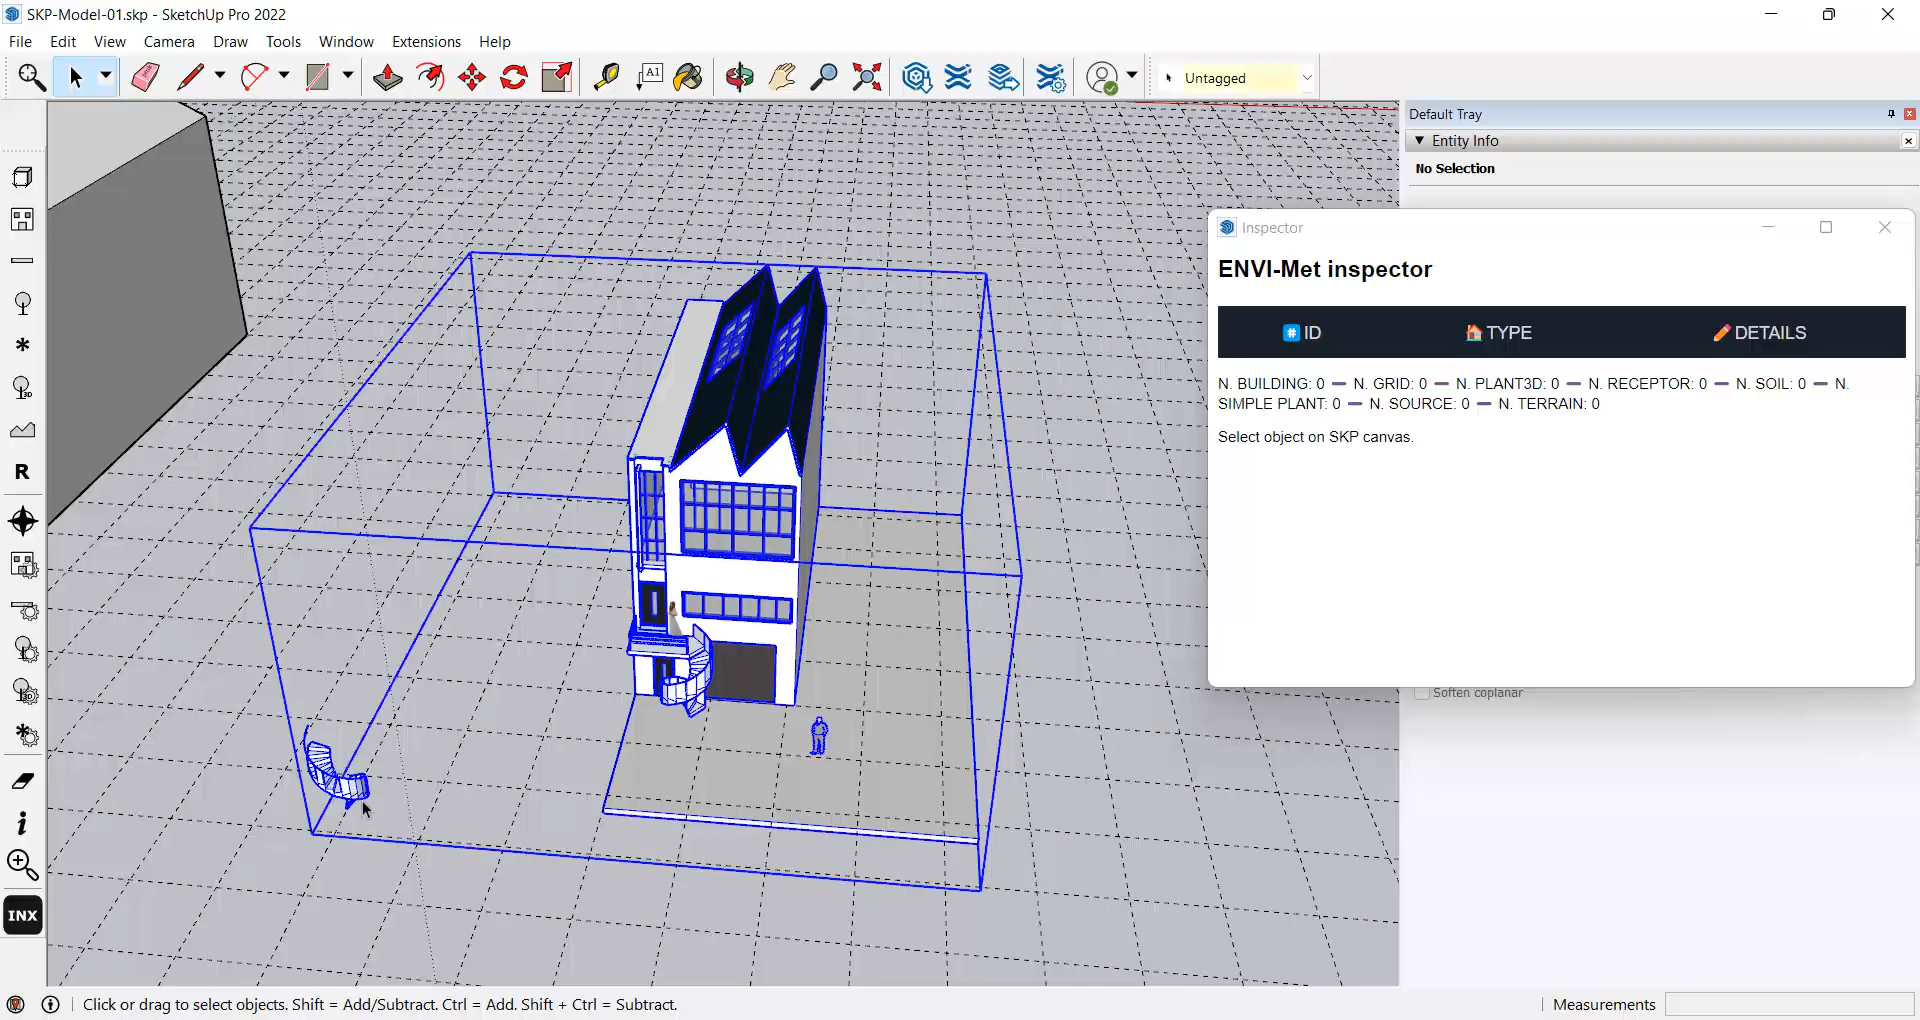 SKP-Model-01.skp - SketchUp Pro 2022
File Edit View Camera Draw Tools Window Extensions Help
A1
Untagged
Default Tray
Entity Info
No Selection
Inspector
ENVI-Met inspector
# ID TYPE DETAILS
N. BUILDING: 0 — N. GRID: 0 — N. PLANT3D: 0 — N. RECEPTOR: 0 — N. SOIL: 0 — N.
SIMPLE PLANT: 0 — N. SOURCE: 0 — N. TERRAIN: 0
Select object on SKP canvas.
Soften coplanar
3D
R
3D
i
INX
Click or drag to select objects. Shift = Add/Subtract. Ctrl = Add. Shift + Ctrl = Subtract.
Measurements